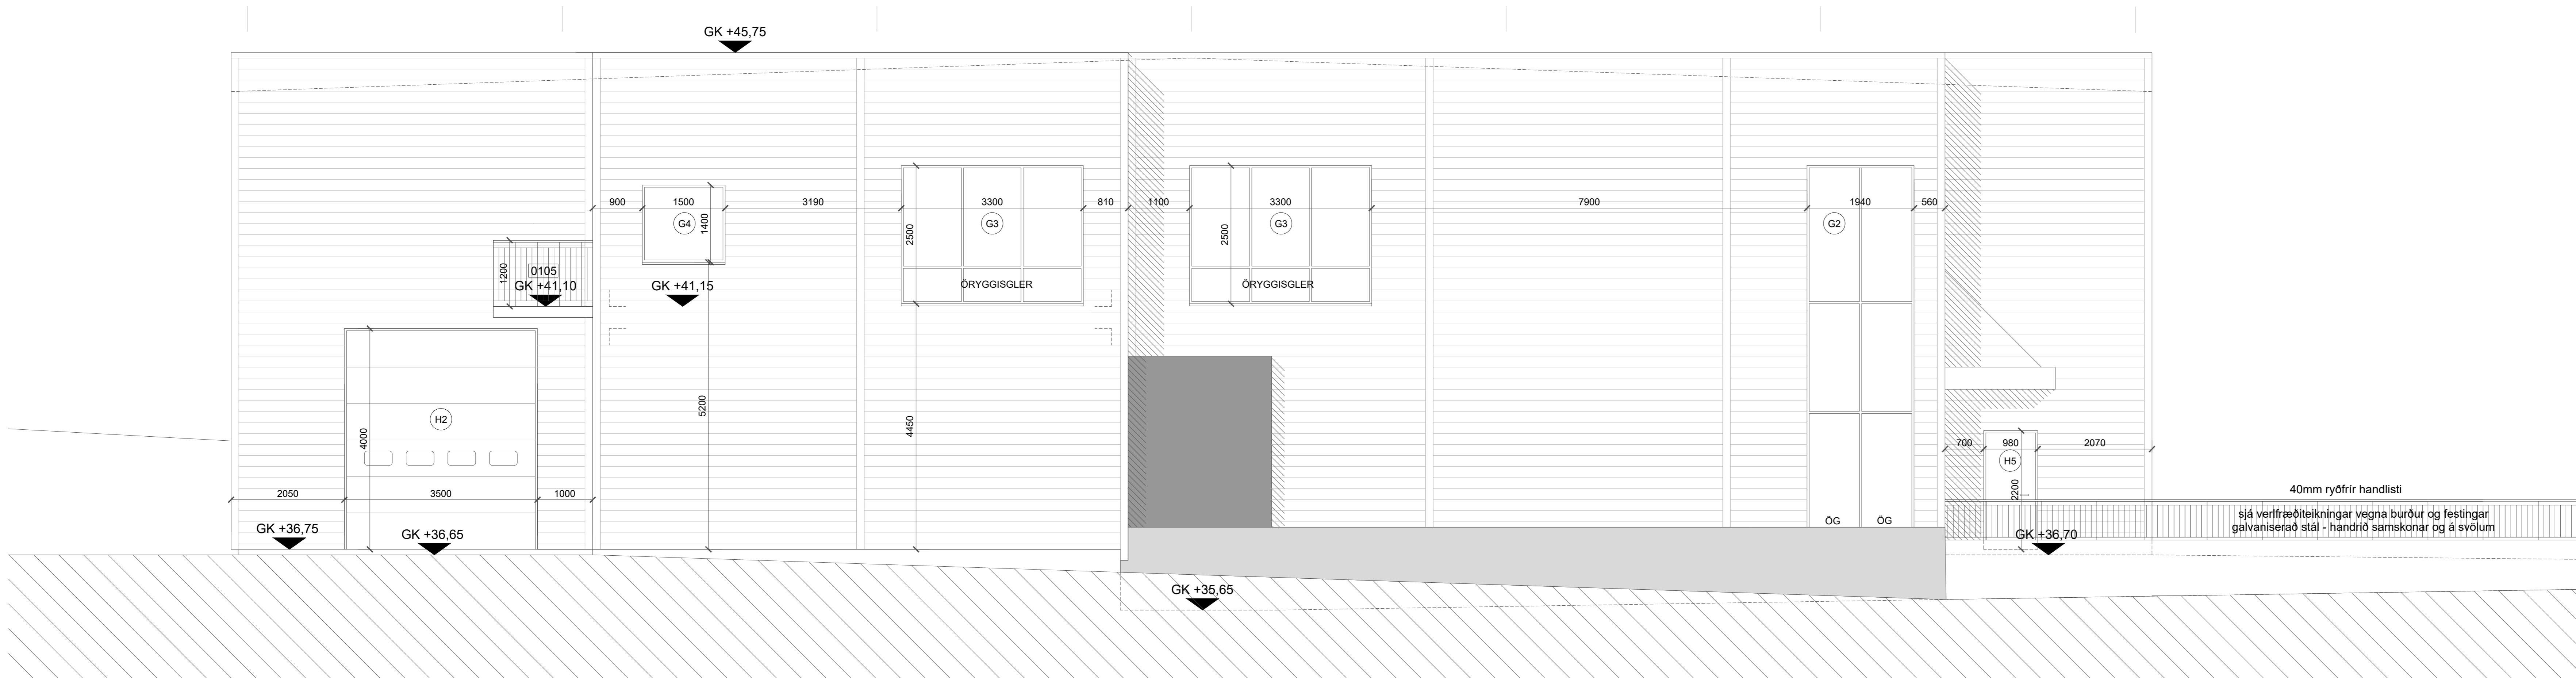 GK +45,75
900
1500
3190
3300
810
1100
3300
7900
1940
560
G4
1400
G3
2500
G3
2500
G2
1200
0105
GK +41,10
GK +41,15
ÖRYGGISGLER
ÖRYGGISGLER
H2
4000
5200
4450
700
980
2070
H5
2200
2050
3500
1000
40mm ryðfrír handlisti
sjá verlfræðiteikningar vegna burður og festingar
galvaniserað stál - handrið samskonar og á svölum
ÖG
ÖG
GK +36,75
GK +36,65
GK +36,70
GK +35,65